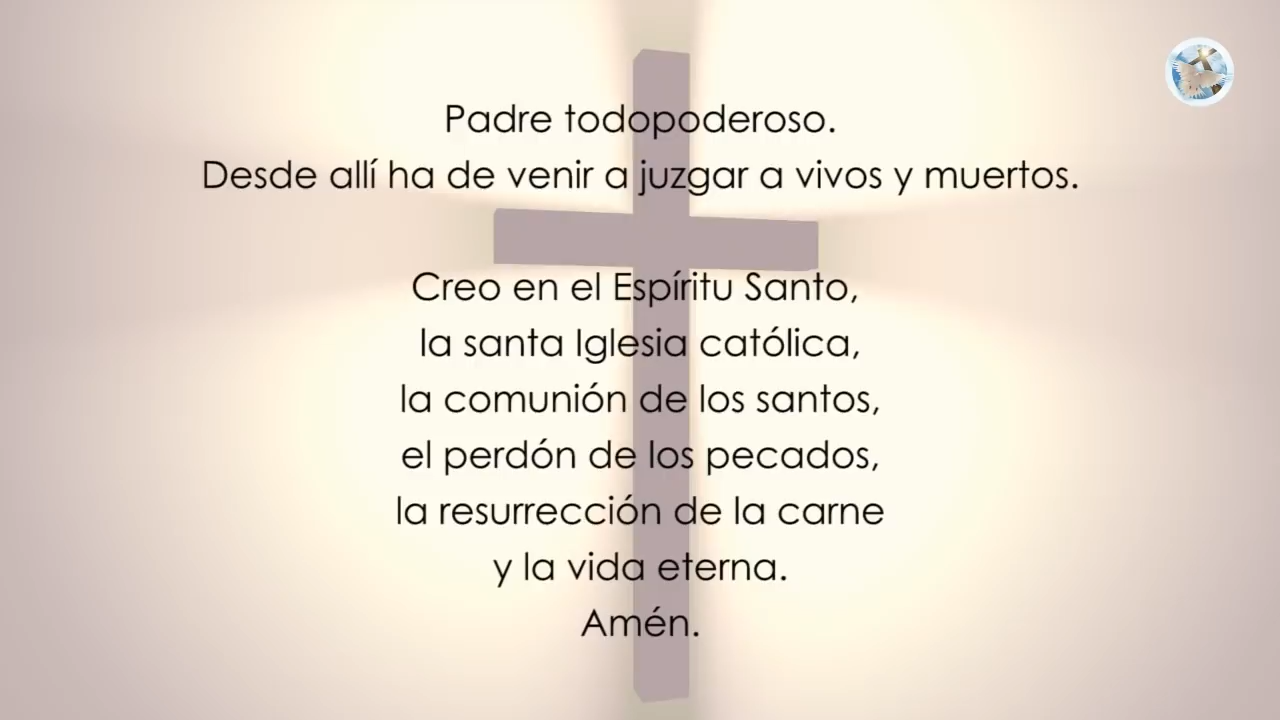 Padre todopoderoso.
Desde allí ha de venir a juzgar a vivos y muertos.
Creo en el Espíritu Santo,
la santa Iglesia católica,
la comunión de los santos,
el perdón de los pecados,
la resurrección de la carne
y la vida eterna.
Amén.